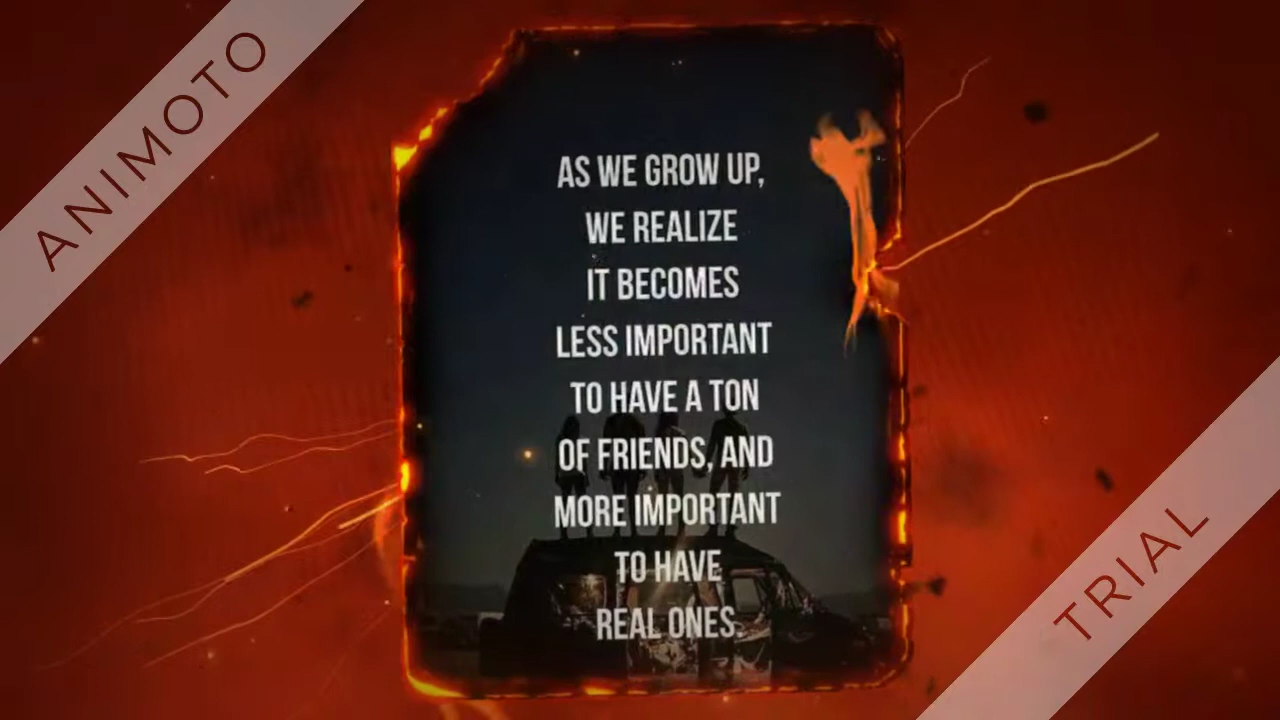 ANIMOTO
AS WE GROW UP,
WE REALIZE
IT BECOMES
LESS IMPORTANT
TO HAVE A TON
OF FRIENDS, AND
MORE IMPORTANT
TO HAVE
REAL ONES.
TRIAL